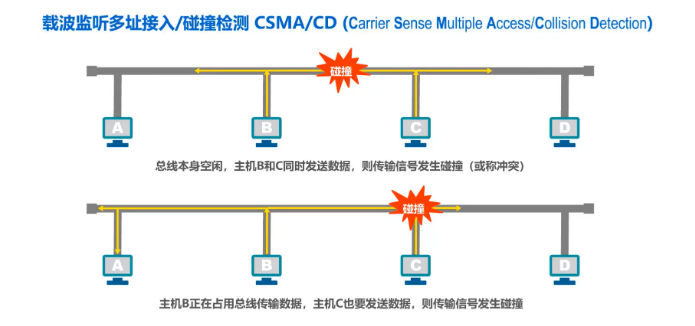 载波监听多址接入/碰撞检测 CSMA/CD (Carrier Sense Multiple Access/Collision Detection)
碰撞
A B C D
总线本身空闲，主机B和C同时发送数据，则传输信号发生碰撞（或称冲突）
碰撞
A B C D
主机B正在占用总线传输数据，主机C也要发送数据，则传输信号发生碰撞